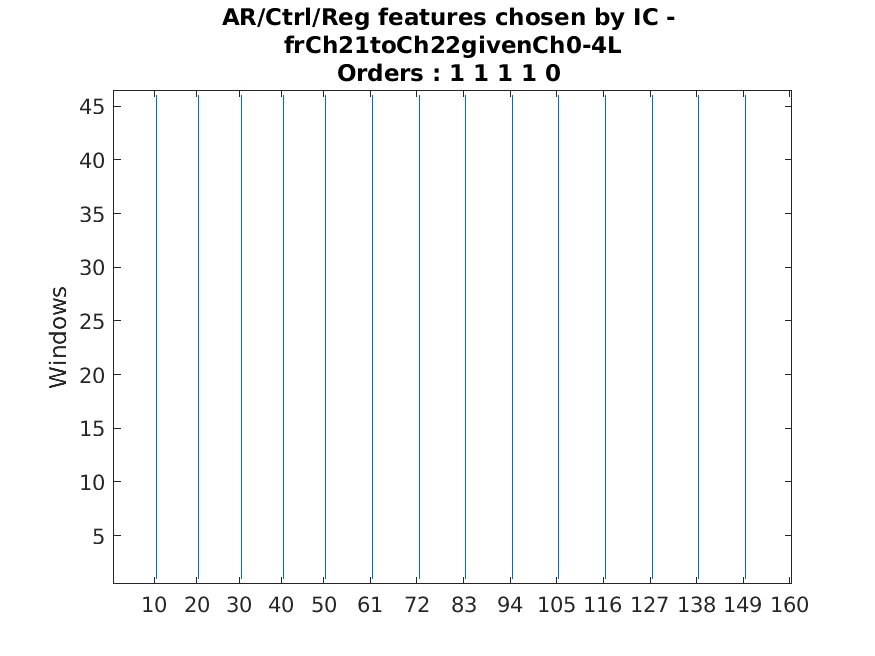 AR/Ctrl/Reg features chosen by IC -
frCh21toCh22givenCh0-4L
Orders : 1 1 1 1 0
45
40
35
30
25
20
15
10
5
Windows
10 20 30 40 50 61 72 83 94 105 116 127 138 149 160